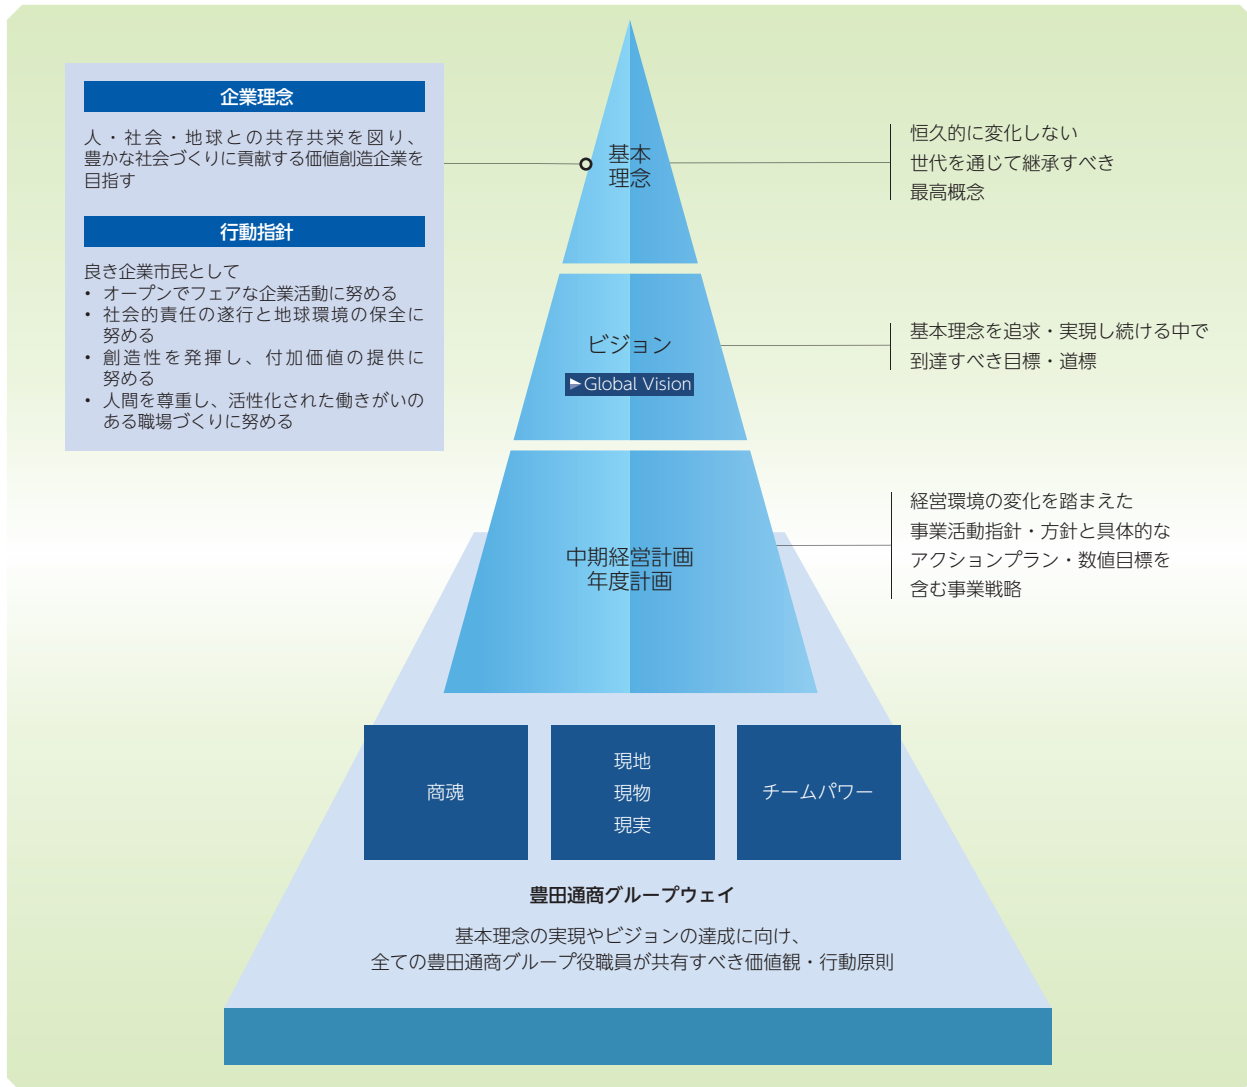 企業理念
人・社会・地球との共存共栄を図り、
豊かな社会づくりに貢献する価値創造企業を
目指す
行動指針
良き企業市民として
• オープンでフェアな企業活動に努める
• 社会的責任の遂行と地球環境の保全に
努める
• 創造性を発揮し、付加価値の提供に
努める
• 人間を尊重し、活性化された働きがいの
ある職場づくりに努める
基本
理念
恒久的に変化しない
世代を通じて継承すべき
最高概念
ビジョン
Global Vision
基本理念を追求・実現し続ける中で
到達すべき目標・道標
中期経営計画
年度計画
経営環境の変化を踏まえた
事業活動指針・方針と具体的な
アクションプラン・数値目標を
含む事業戦略
商魂
現地
現物
現実
チームパワー
豊田通商グループウェイ
基本理念の実現やビジョンの達成に向け、
全ての豊田通商グループ役職員が共有すべき価値観・行動原則